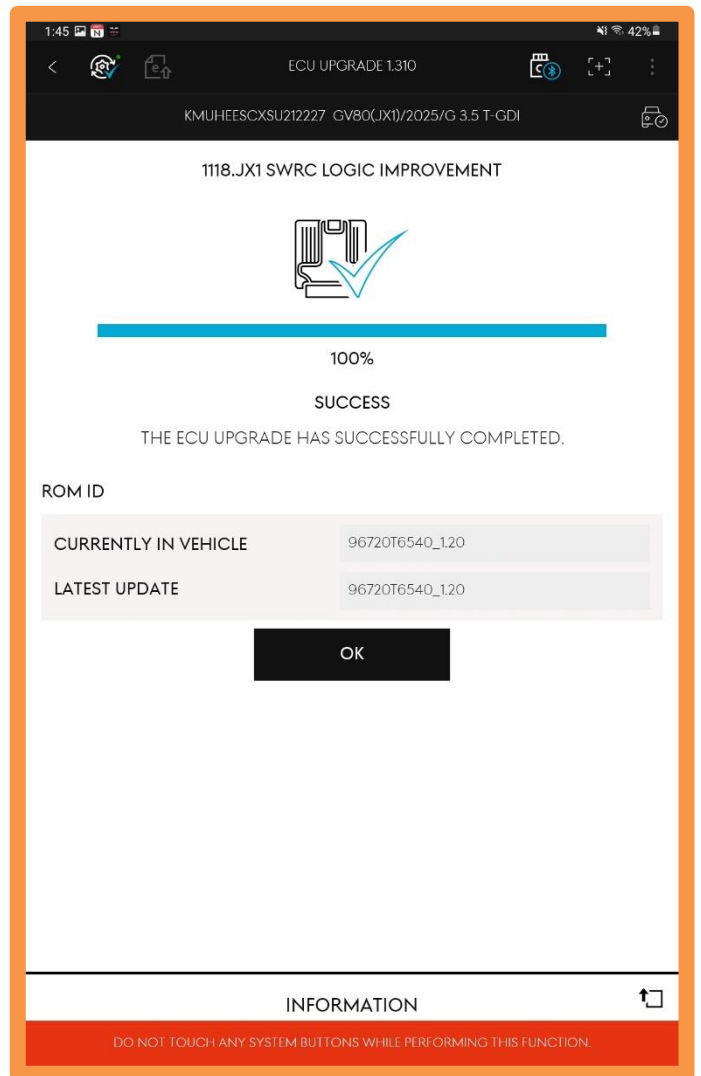 1:45 42%
ECU UPGRADE 1.310
KMUHEESCXSU212227 GV80(JX1)/2025/G 3.5 T-GDI
1118.JX1 SWRC LOGIC IMPROVEMENT
100%
SUCCESS
THE ECU UPGRADE HAS SUCCESSFULLY COMPLETED.
ROM ID
CURRENTLY IN VEHICLE 96720T6540_1.20
LATEST UPDATE 96720T6540_1.20
OK
INFORMATION
DO NOT TOUCH ANY SYSTEM BUTTONS WHILE PERFORMING THIS FUNCTION.